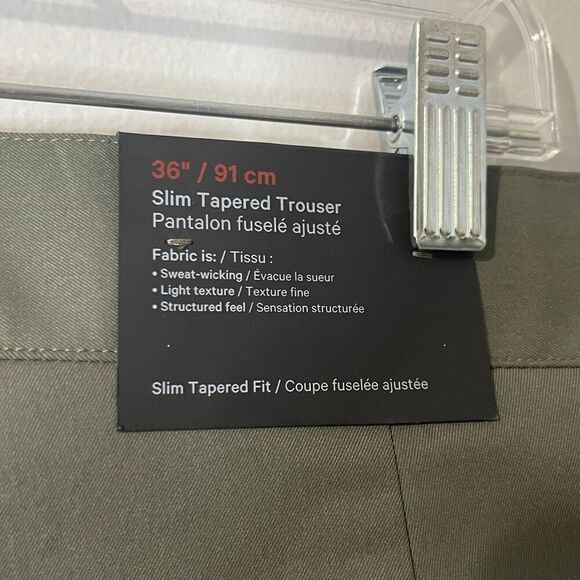 36" / 91 cm
Slim Tapered Trouser
Pantalon fuselé ajusté
Fabric is: / Tissu :
• Sweat-wicking / Évacue la sueur
• Light texture / Texture fine
• Structured feel / Sensation structurée
Slim Tapered Fit / Coupe fuselée ajustée